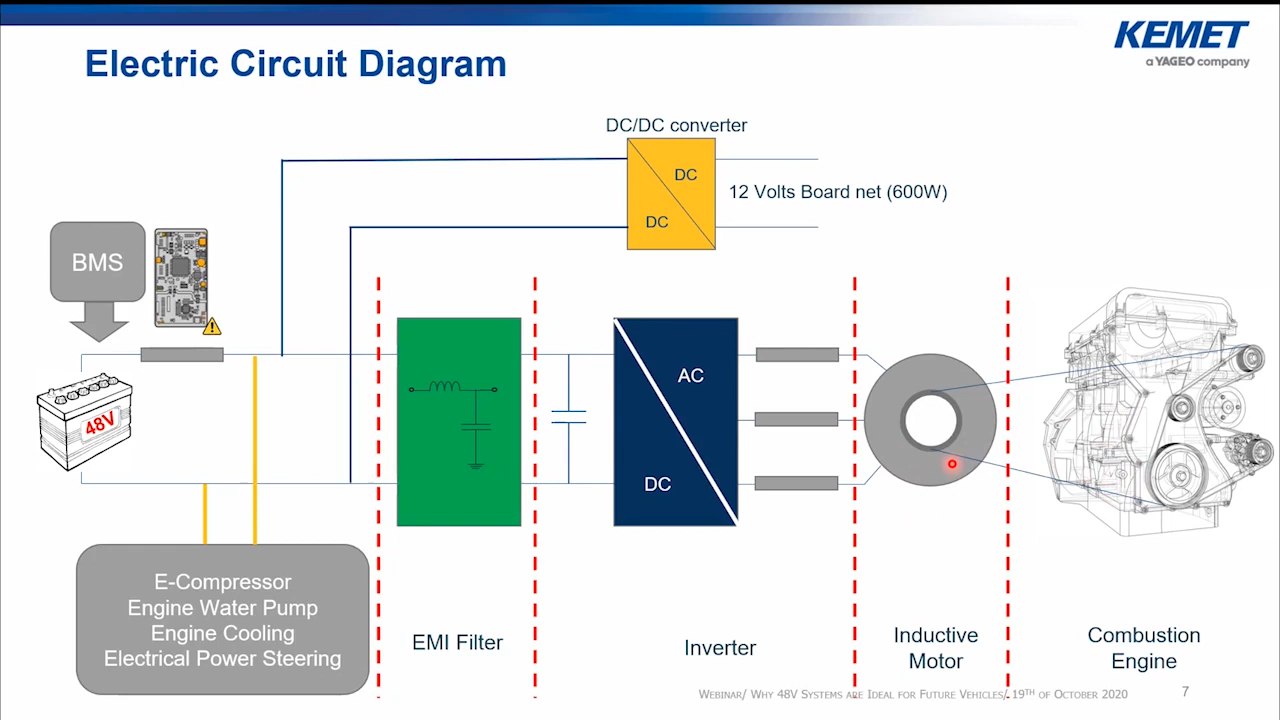 KEMET
a YAGEO company
Electric Circuit Diagram
DC/DC converter
DC
DC
12 Volts Board net (600W)
BMS
48V
AC
DC
E-Compressor
Engine Water Pump
Engine Cooling
Electrical Power Steering
EMI Filter
Inverter
Inductive
Motor
Combustion
Engine
WEBINAR/ WHY 48V SYSTEMS ARE IDEAL FOR FUTURE VEHICLES/ 19TH OF OCTOBER 2020
7